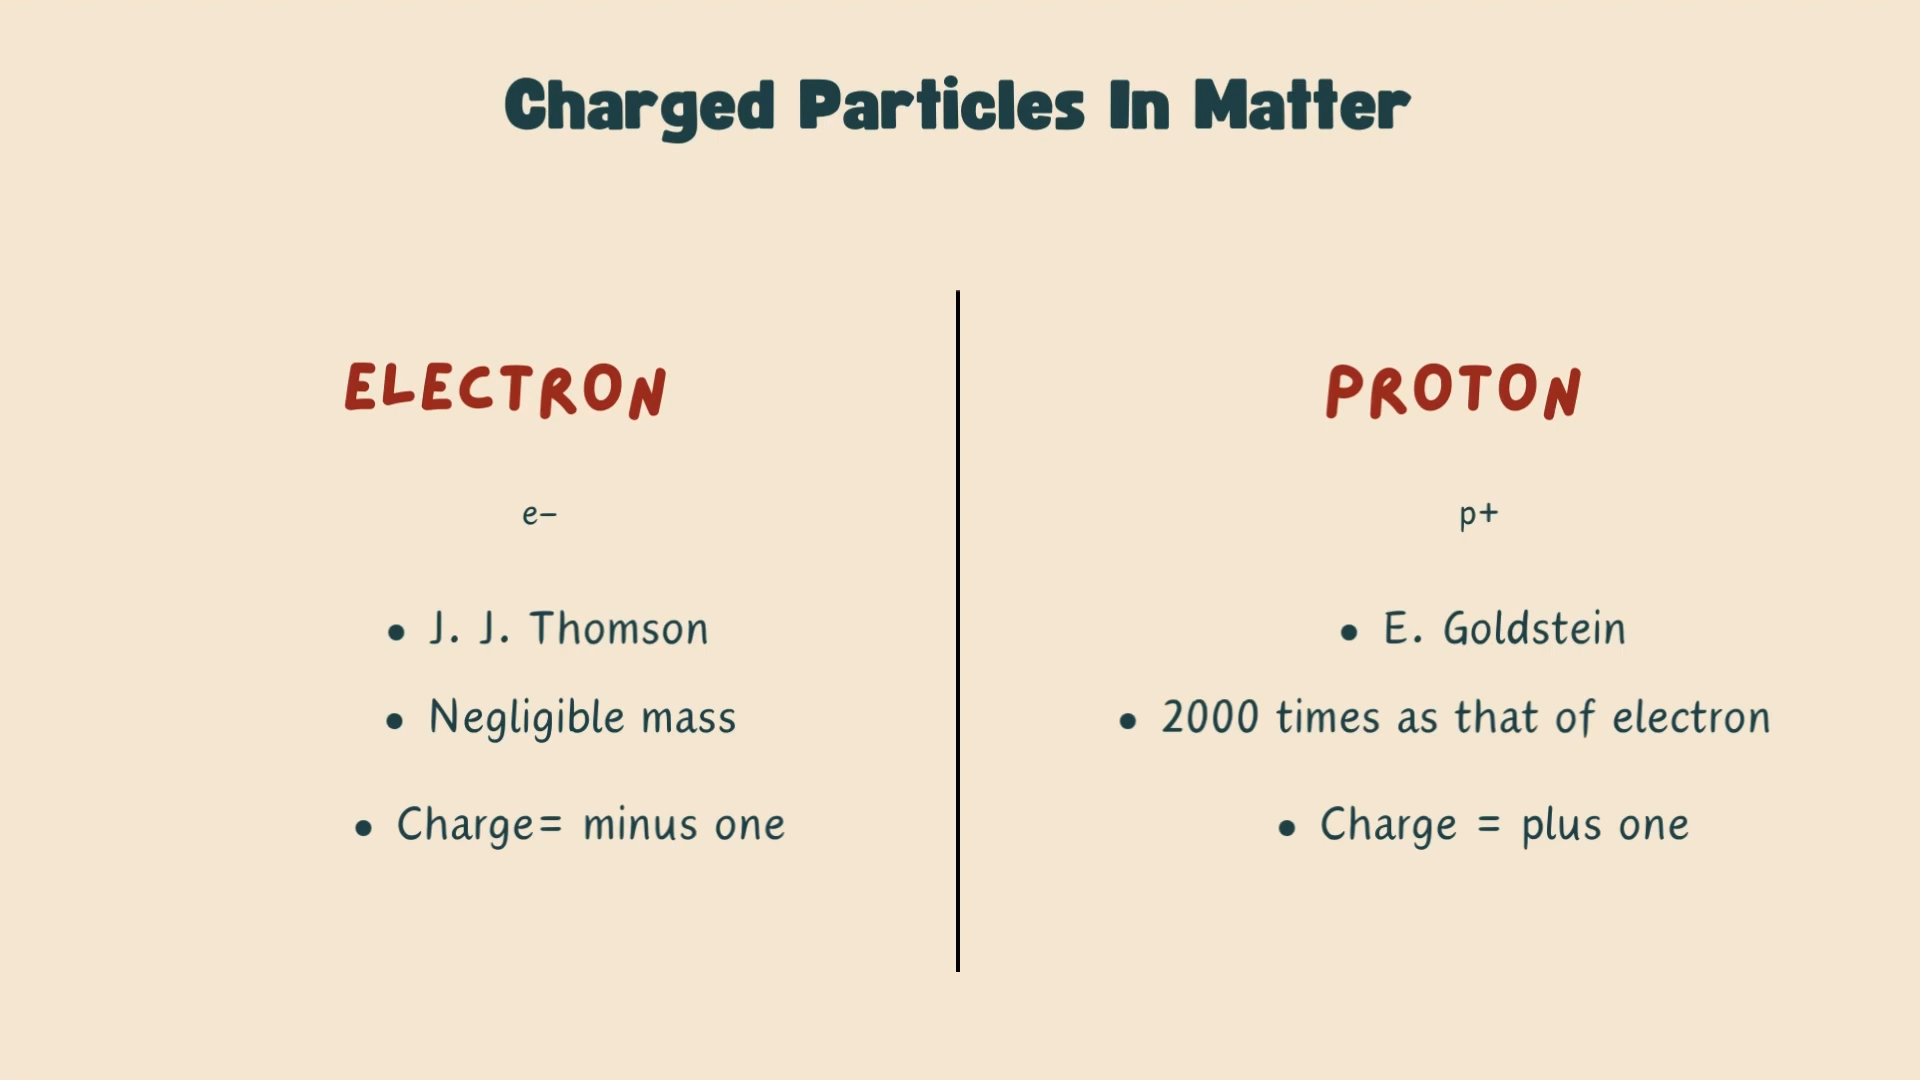 Charged Particles In Matter
ELECTRON
e–
• J. J. Thomson
• Negligible mass
• Charge= minus one
PROTON
p+
• E. Goldstein
• 2000 times as that of electron
• Charge = plus one